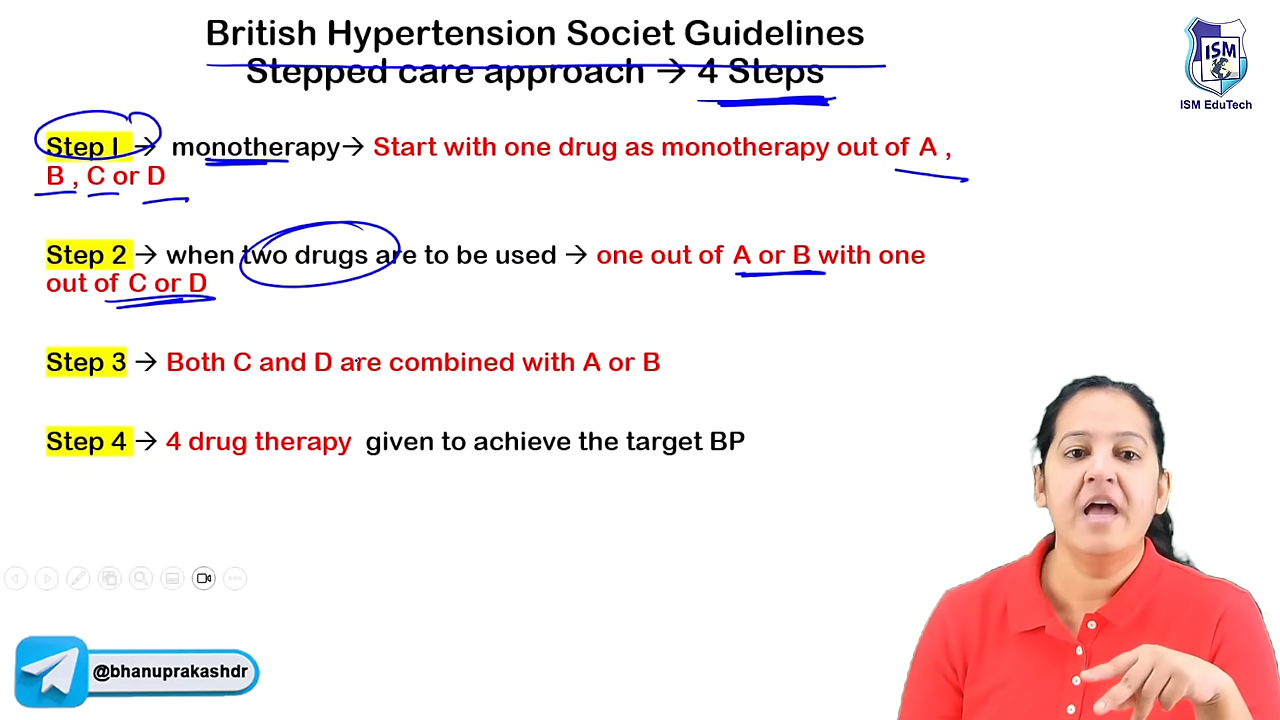 British Hypertension Societ Guidelines
Stepped care approach → 4 Steps
ISM
ISM EduTech
Step I → monotherapy→ Start with one drug as monotherapy out of A ,
B , C or D
Step 2 → when two drugs are to be used → one out of A or B with one
out of C or D
Step 3 → Both C and D are combined with A or B
Step 4 → 4 drug therapy given to achieve the target BP
@bhanuprakashdr